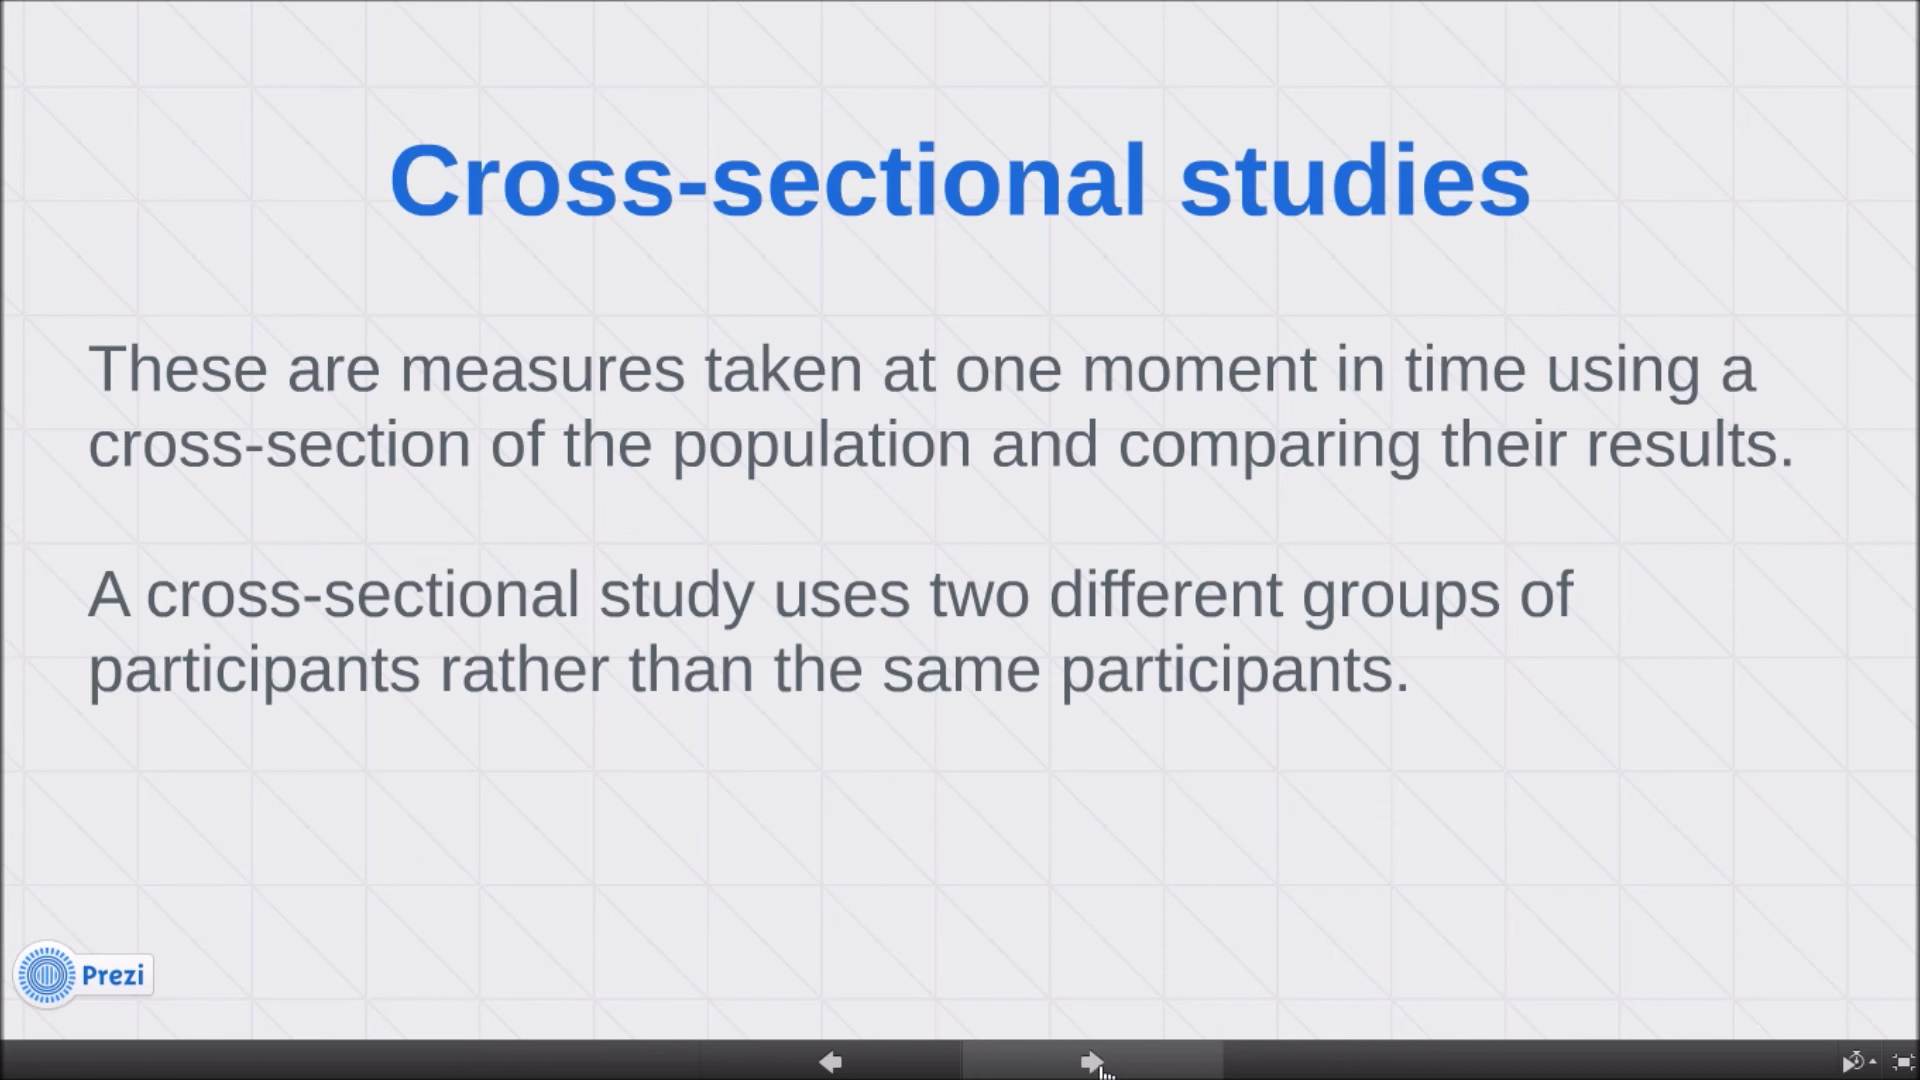 Cross-sectional studies
These are measures taken at one moment in time using a
cross-section of the population and comparing their results.
A cross-sectional study uses two different groups of
participants rather than the same participants.
Prezi